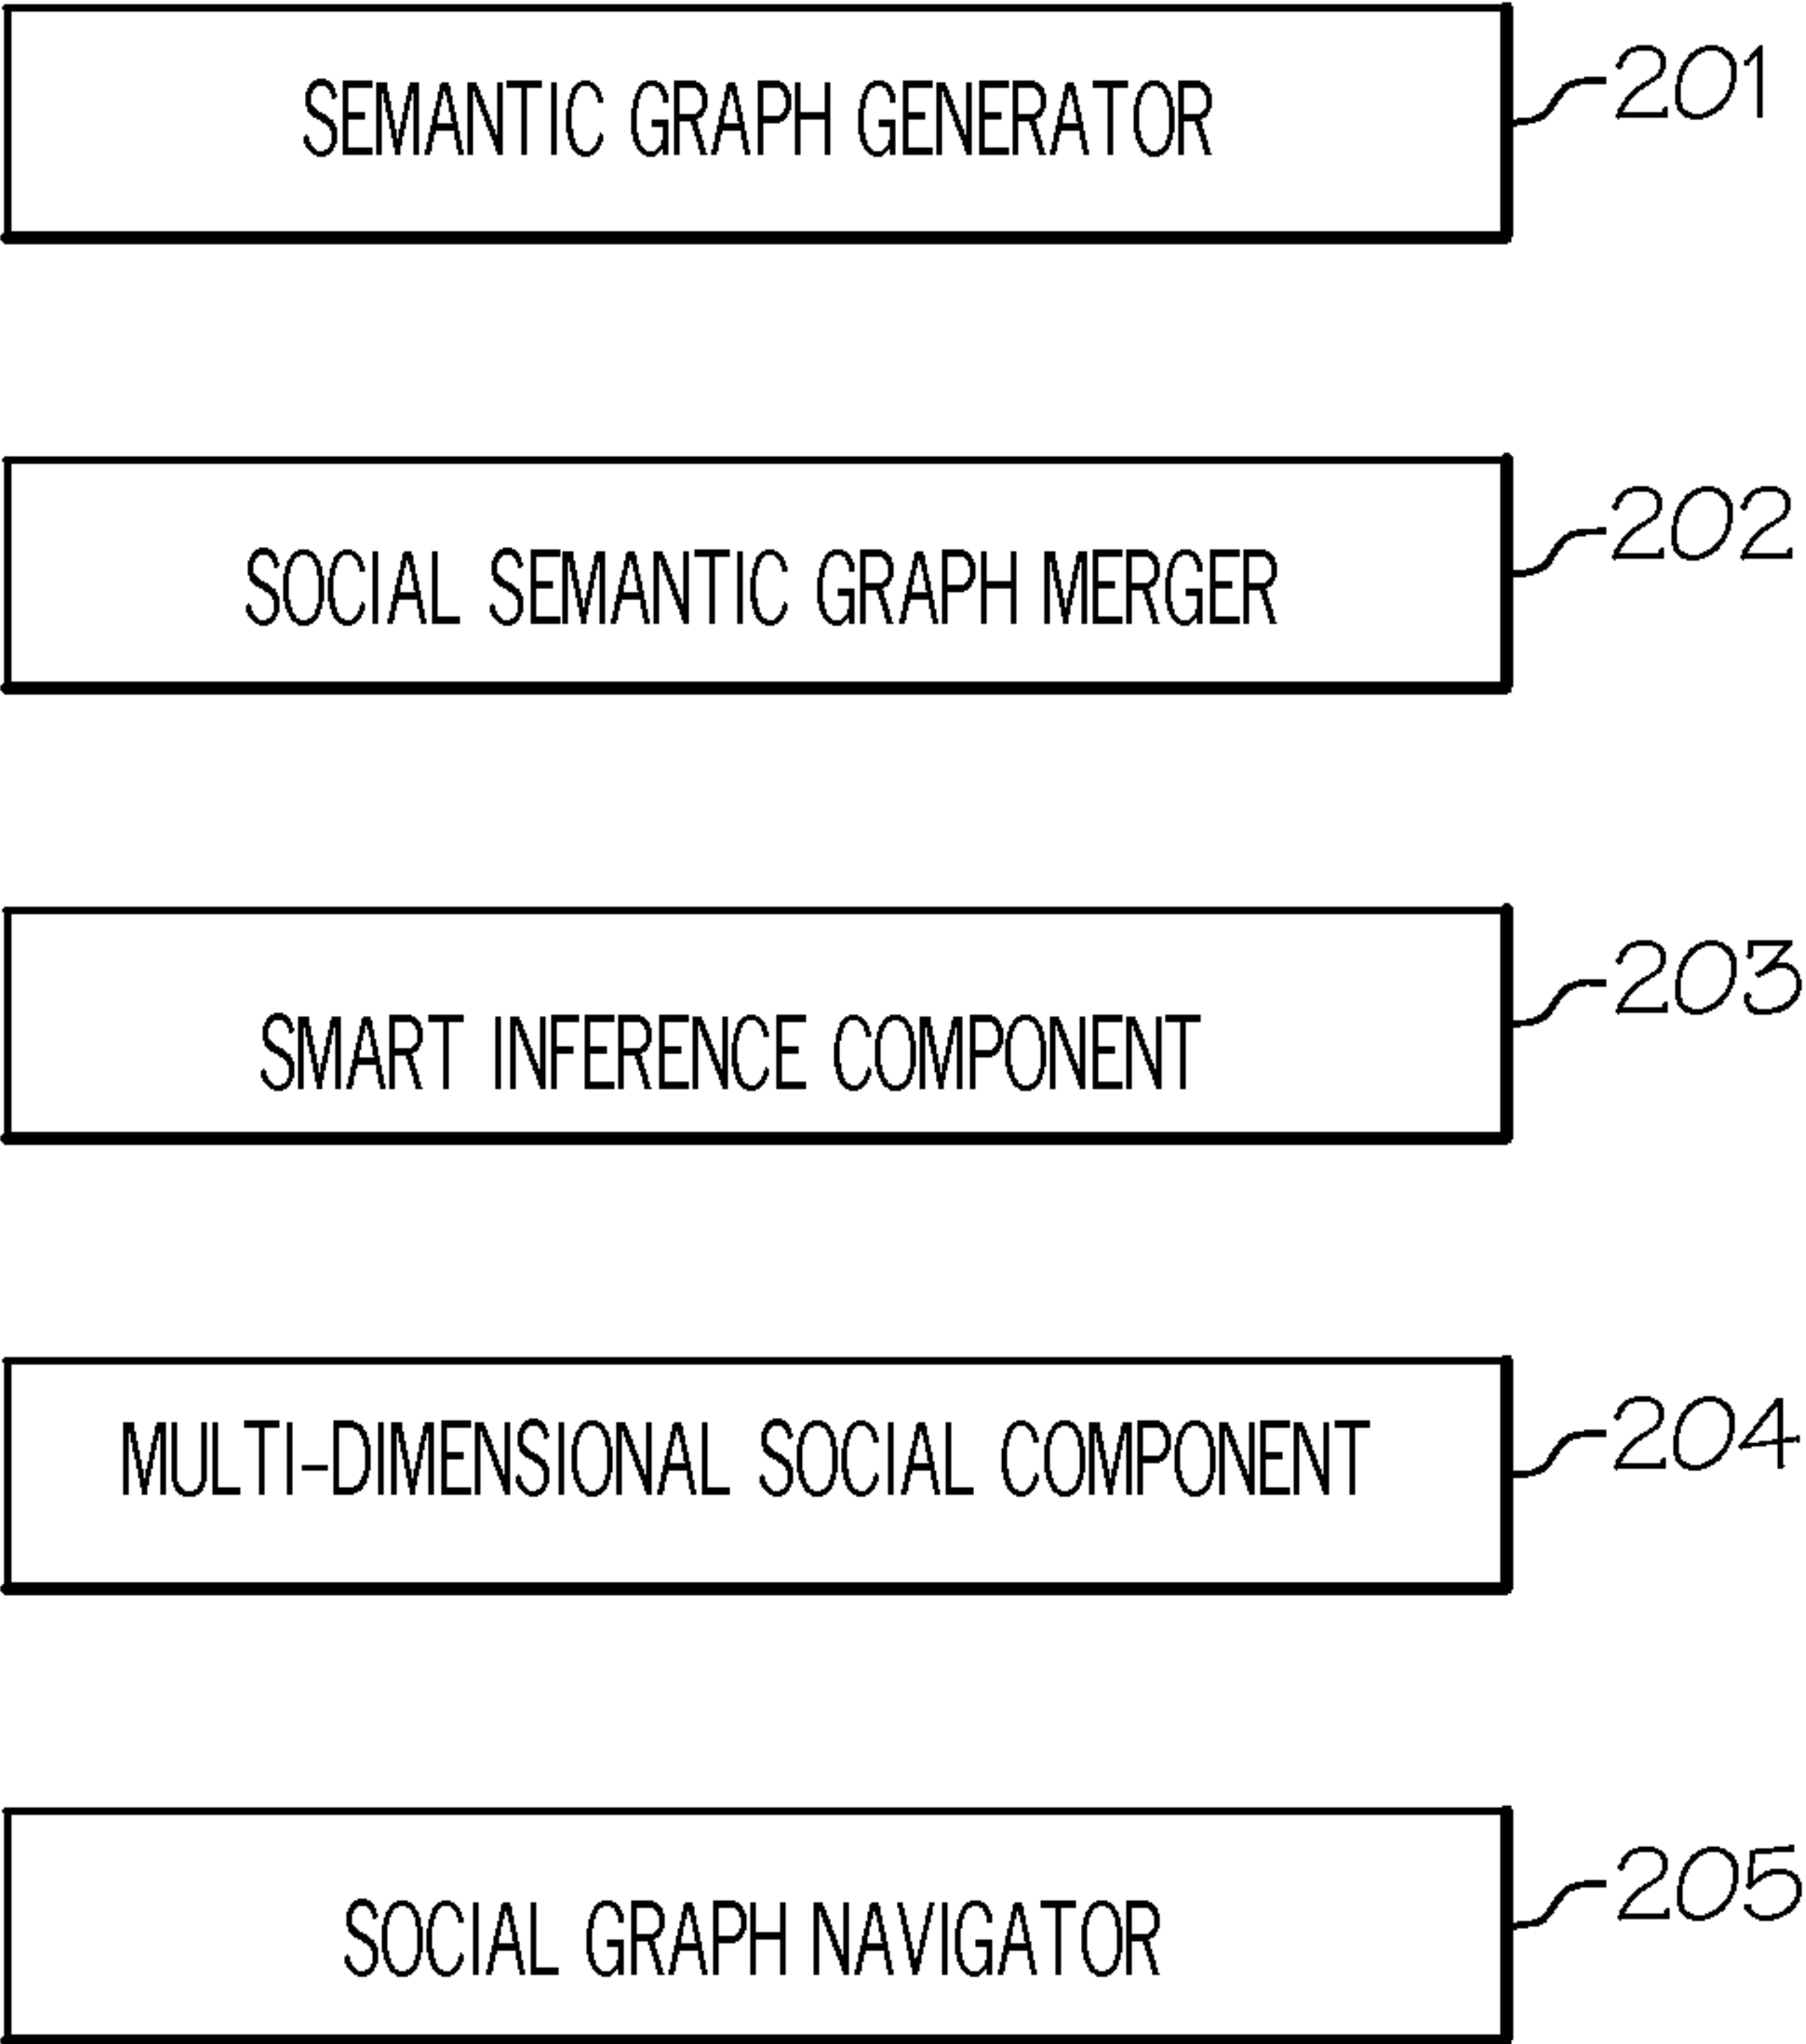 SEMANTIC GRAPH GENERATOR 201
SOCIAL SEMANTIC GRAPH MERGER 202
SMART INFERENCE COMPONENT 203
MULTI-DIMENSIONAL SOCIAL COMPONENT 204
SOCIAL GRAPH NAVIGATOR 205